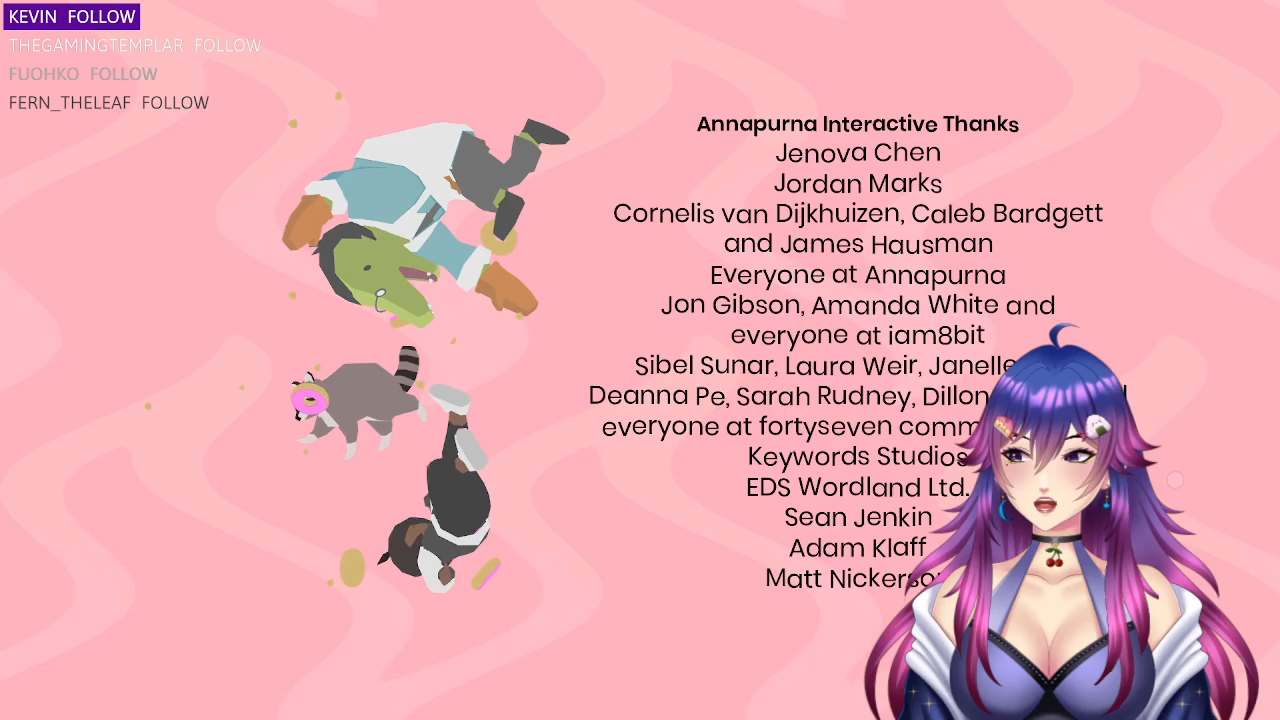 KEVIN FOLLOW
THEGAMINGTEMPLAR FOLLOW
FUOHKO FOLLOW
FERN_THELEAF FOLLOW
Annapurna Interactive Thanks
Jenova Chen
Jordan Marks
Cornelis van Dijkhuizen, Caleb Bardgett
and James Hausman
Everyone at Annapurna
Jon Gibson, Amanda White and
everyone at iam8bit
Sibel Sunar, Laura Weir, Janelle
Deanna Pe, Sarah Rudney, Dillon
everyone at fortyseven
Keywords Studios
EDS Wordland Ltd.
Sean Jenkin
Adam Klaff
Matt